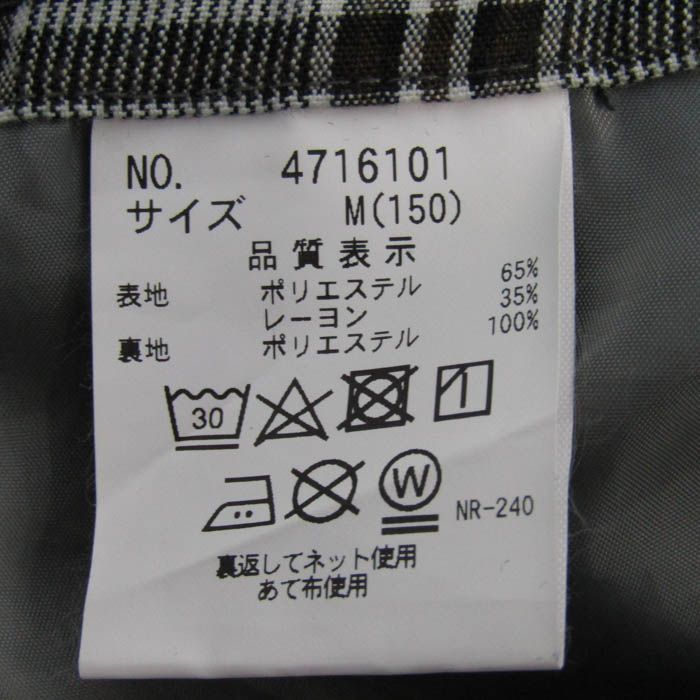 NO. 4716101
サイズ M(150)
品質表示
表地 ポリエステル 65%
レーヨン 35%
裏地 ポリエステル 100%
30
W NR-240
裏返してネット使用
あて布使用